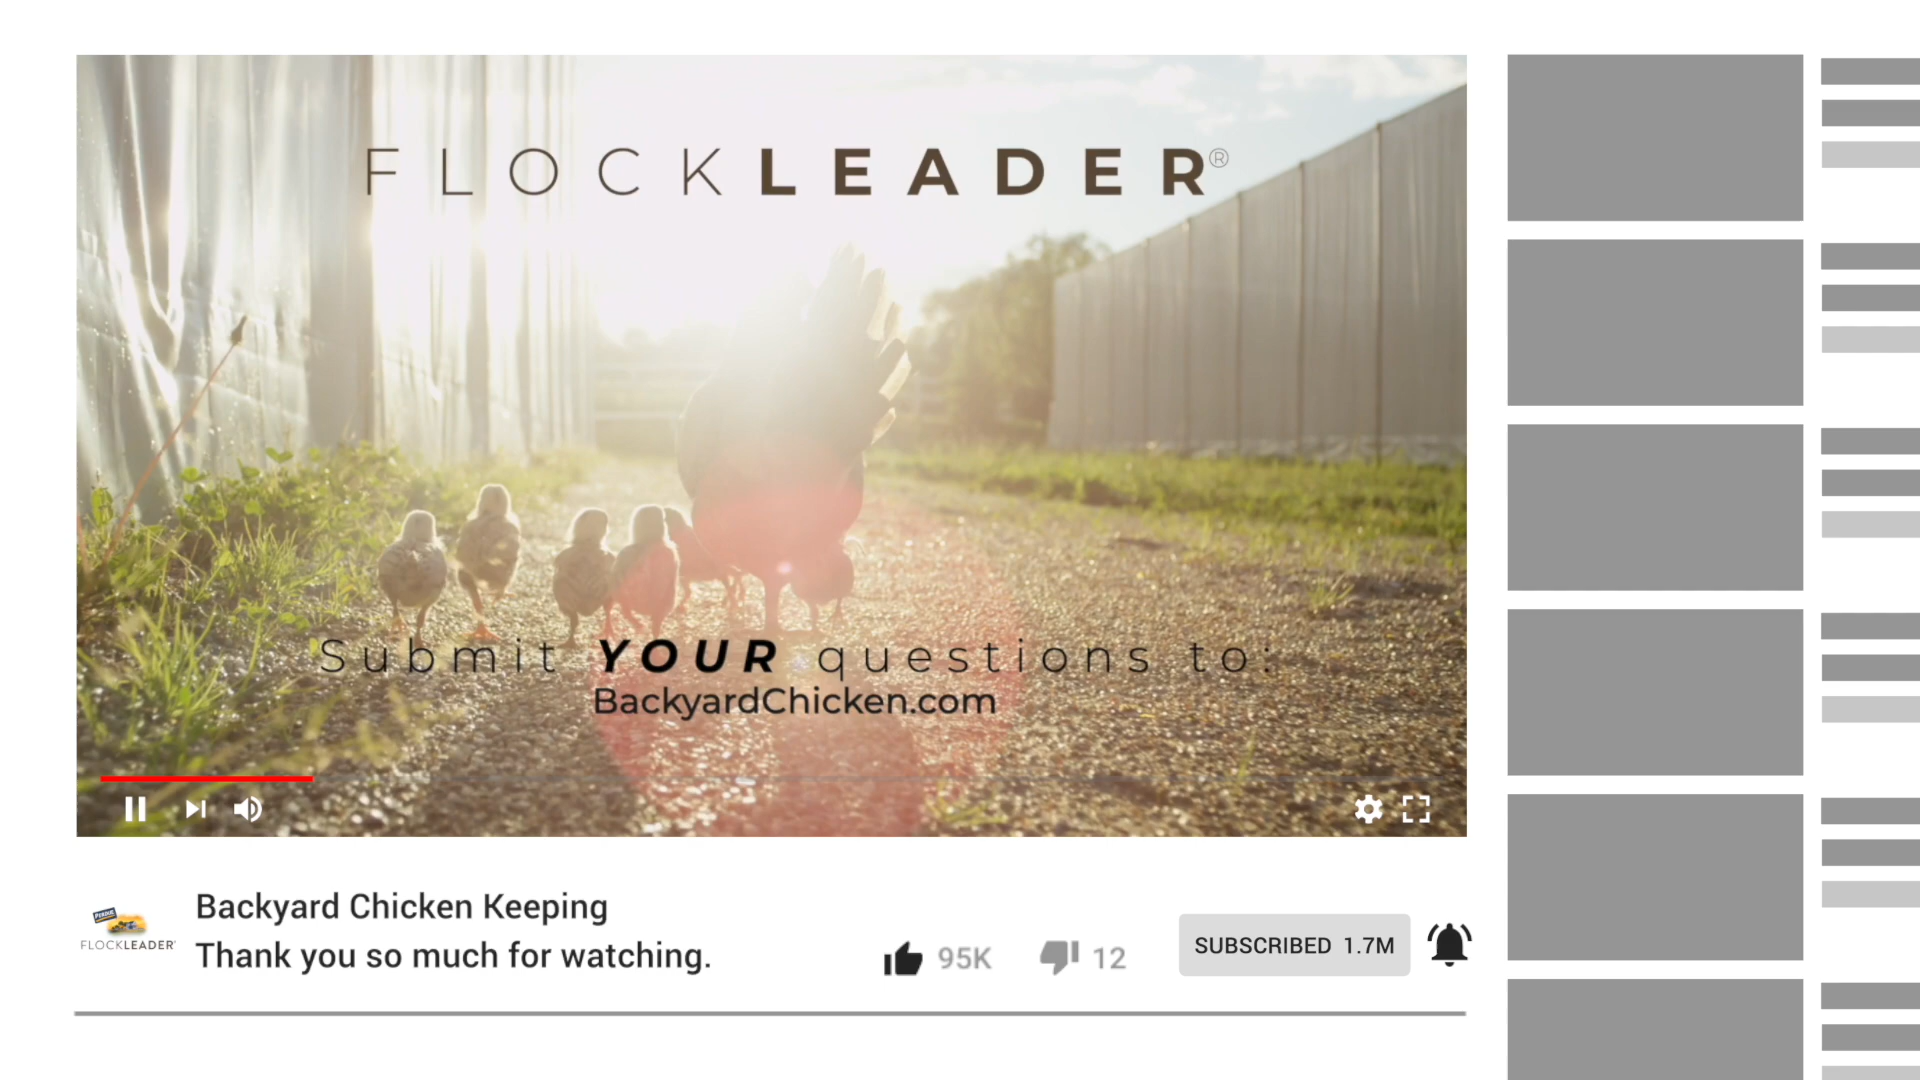 FLOCKLEADER®
Submit YOUR questions to:
BackyardChicken.com
PERDUE
FLOCKLEADER
Backyard Chicken Keeping
Thank you so much for watching.
95K
12
SUBSCRIBED 1.7M